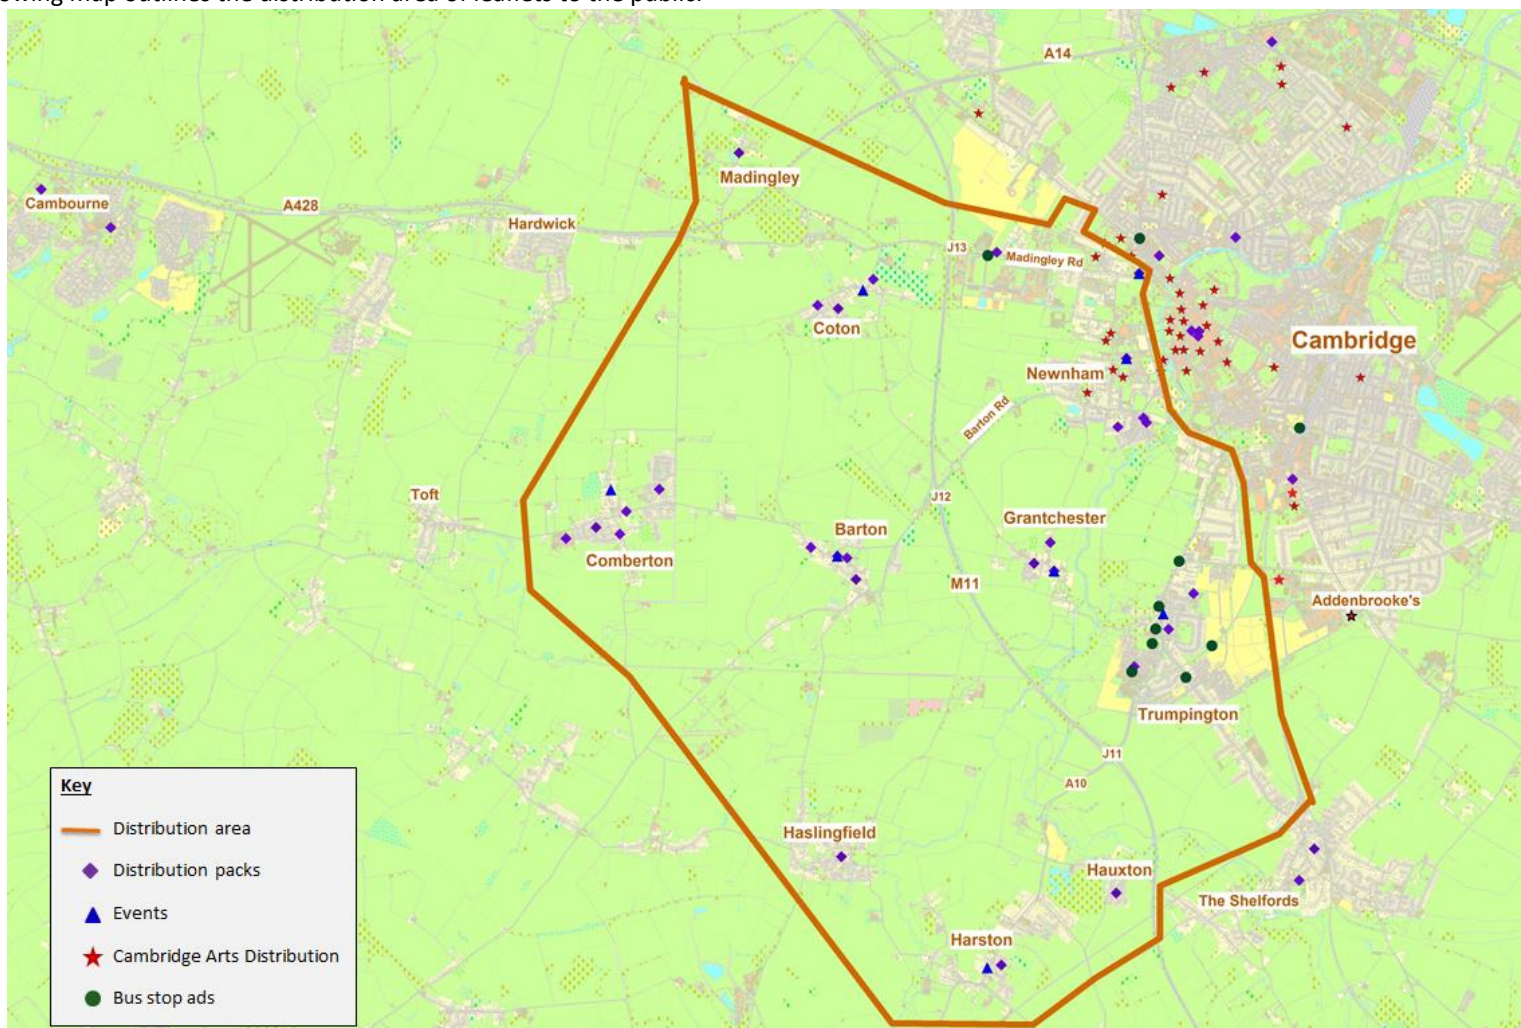 owing map outlines the distribution area of leaflets to the public.
A14
Madingley
Cambourne
A428
Hardwick
J13
Madingley Rd
Coton
Cambridge
Newnham
Barton Rd
Toft
J12
Grantchester
Barton
Comberton
M11
Addenbrooke's
Trumpington
J11
A10
Haslingfield
Hauxton
The Shelfords
Harston
Key
Distribution area
Distribution packs
Events
Cambridge Arts Distribution
Bus stop ads